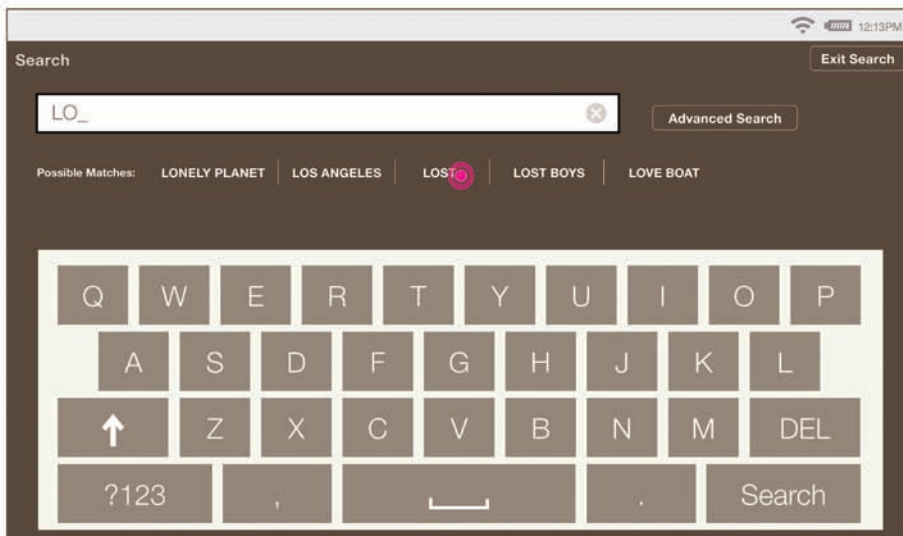 12:13PM
Search Exit Search
LO_
Advanced Search
Possible Matches: LONELY PLANET LOS ANGELES LOST LOST BOYS LOVE BOAT
Q W E R T Y U I O P
A S D F G H J K L
Z X C V B N M DEL
?123 , . Search